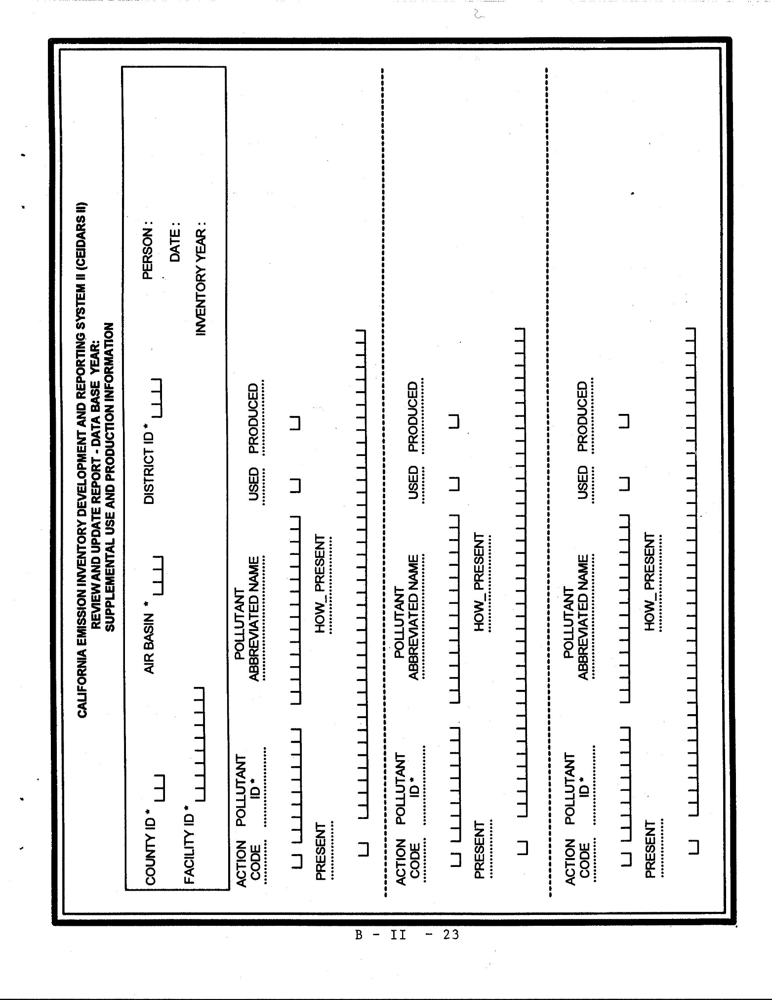 CALIFORNIA EMISSION INVENTORY DEVELOPMENT AND REPORTING SYSTEM II (CEIDARS II)
REVIEW AND UPDATE REPORT - DATA BASE YEAR:
SUPPLEMENTAL USE AND PRODUCTION INFORMATION
COUNTY ID * AIR BASIN * DISTRICT ID * PERSON :
DATE :
FACILITY ID * INVENTORY YEAR :
ACTION POLLUTANT POLLUTANT
CODE ID * ABBREVIATED NAME USED PRODUCED
PRESENT HOW_ PRESENT
ACTION POLLUTANT POLLUTANT
CODE ID * ABBREVIATED NAME USED PRODUCED
PRESENT HOW_ PRESENT
ACTION POLLUTANT POLLUTANT
CODE ID * ABBREVIATED NAME USED PRODUCED
PRESENT HOW_ PRESENT
B - II - 23